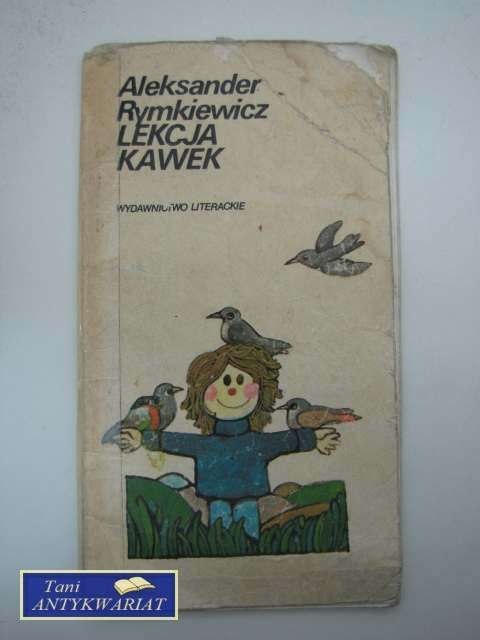 Aleksander
Rymkiewicz
LEKCJA
KAWEK
WYDAWNICTWO LITERACKIE
Tani
ANTYKWARIAT